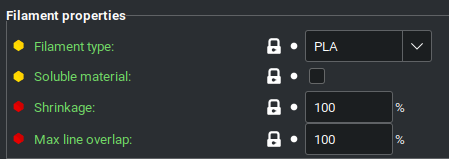 Filament properties
Filament type: PLA
Soluble material:
Shrinkage: 100 %
Max line overlap: 100 %